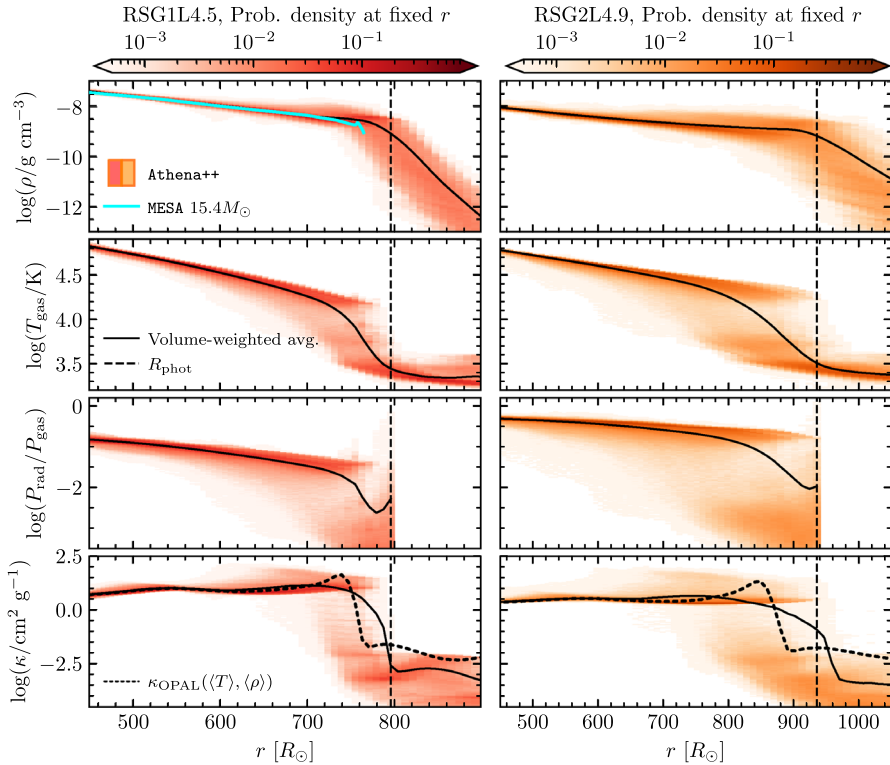 RSG1L4.5, Prob. density at fixed r
RSG2L4.9, Prob. density at fixed r
10⁻³ 10⁻² 10⁻¹
10⁻³ 10⁻² 10⁻¹
log(ρ/g cm⁻³)
−8
−10
−12
Athena++
MESA 15.4M⊙
log(T_gas/K)
4.5
4.0
3.5
Volume-weighted avg.
R_phot
log(P_rad/P_gas)
0
−2
log(κ/cm² g⁻¹)
2.5
0.0
−2.5
κ_OPAL(⟨T⟩, ⟨ρ⟩)
500 600 700 800
500 600 700 800 900 1000
r [R⊙]
r [R⊙]